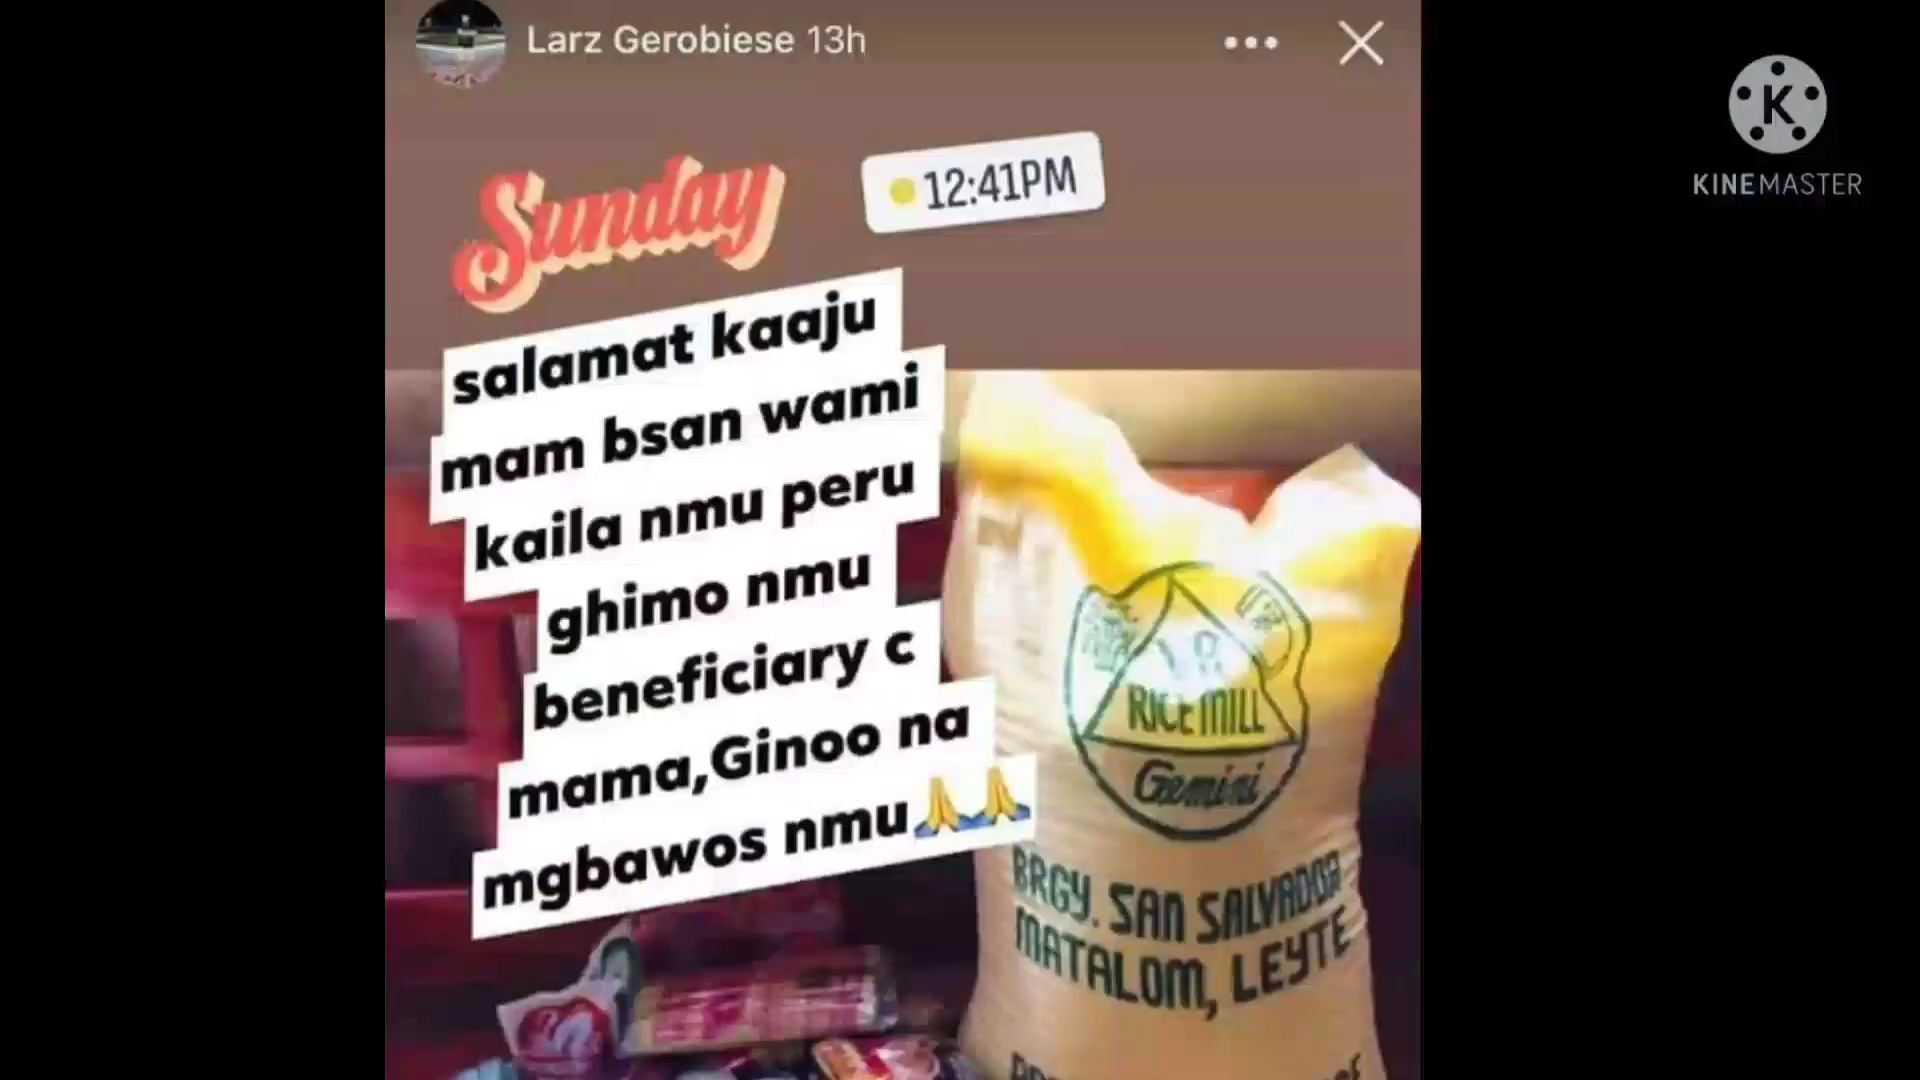 Larz Gerobiese 13h
Sunday
12:41PM
salamat kaaju
mam bsan wami
kaila nmu peru
ghimo nmu
beneficiary c
mama,Ginoo na
mgbawos nmu🙏🙏
RICE MILL
Gemini
BRGY. SAN SALVADOR
MATALOM, LEYTE
K
KINEMASTER